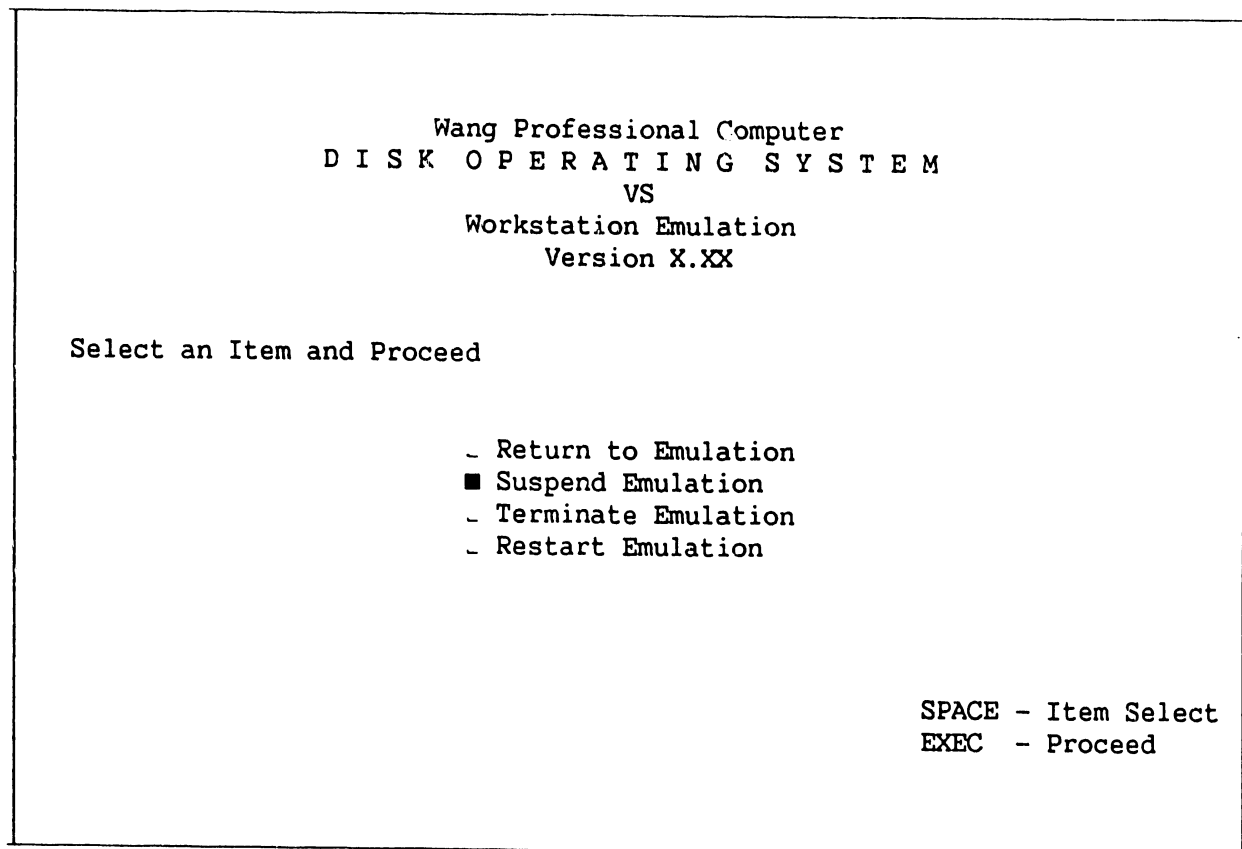 Wang Professional Computer
D I S K O P E R A T I N G S Y S T E M
VS
Workstation Emulation
Version X.XX
Select an Item and Proceed
Return to Emulation
■ Suspend Emulation
Terminate Emulation
Restart Emulation
SPACE - Item Select
EXEC - Proceed